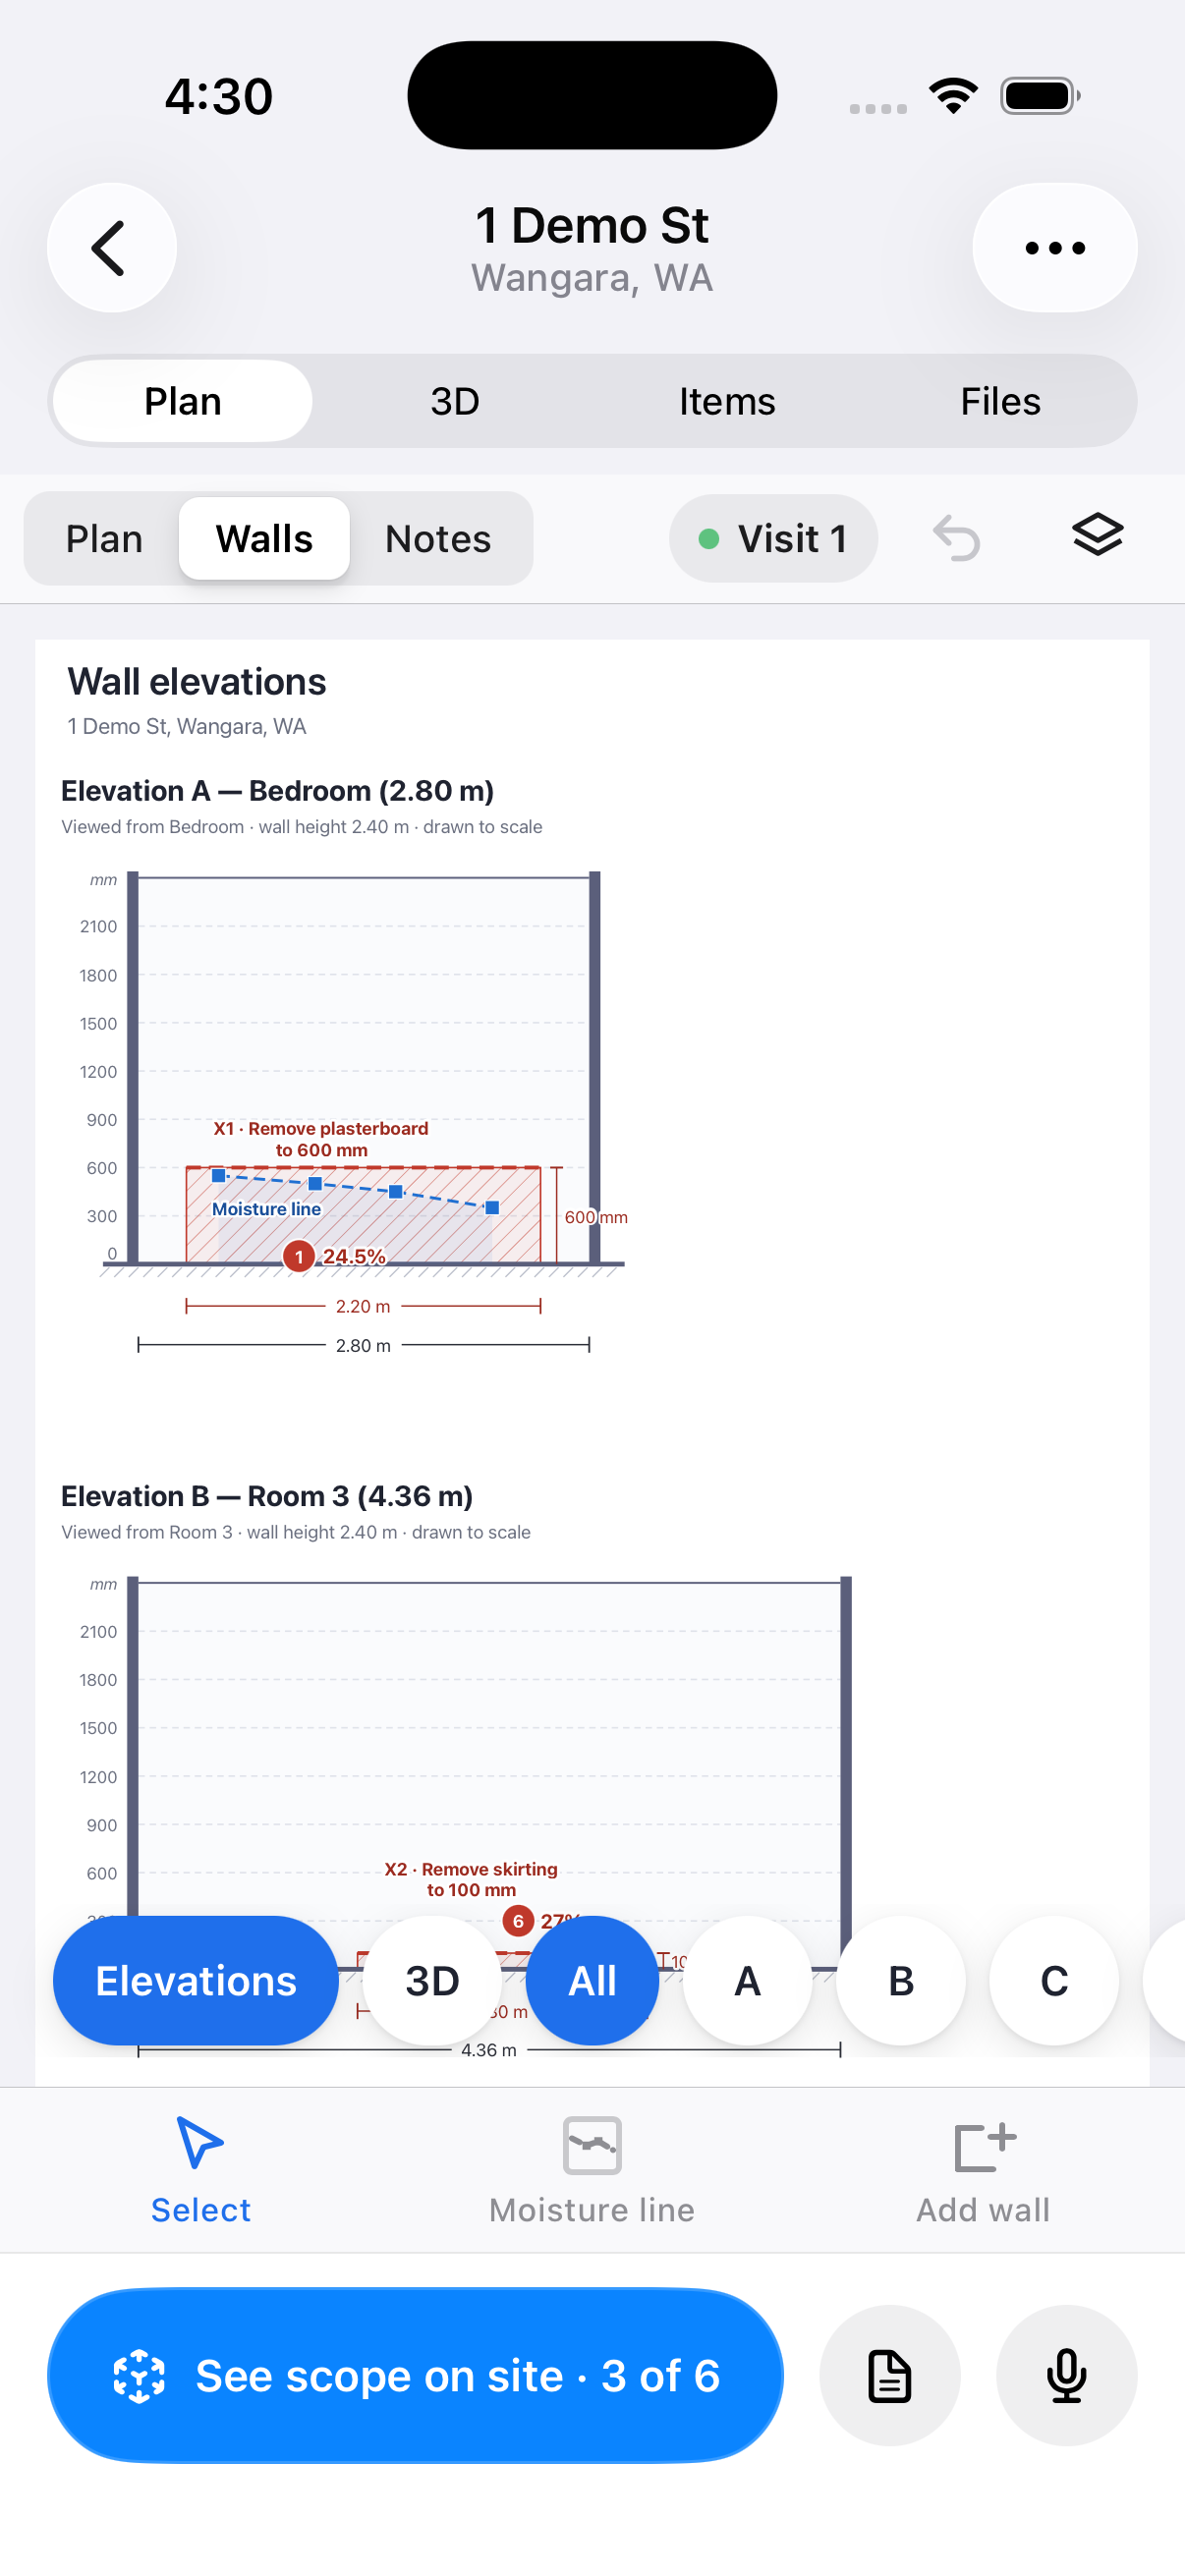 4:30
1 Demo St
Wangara, WA
Plan 3D Items Files
Plan Walls Notes Visit 1
Wall elevations
1 Demo St, Wangara, WA
Elevation A — Bedroom (2.80 m)
Viewed from Bedroom · wall height 2.40 m · drawn to scale
mm
2100
1800
1500
1200
900
X1 · Remove plasterboard
to 600 mm
600
Moisture line
300
600 mm
0
1 24.5%
2.20 m
2.80 m
Elevation B — Room 3 (4.36 m)
Viewed from Room 3 · wall height 2.40 m · drawn to scale
mm
2100
1800
1500
1200
900
600
X2 · Remove skirting
to 100 mm
6 27%
Elevations 3D All A B C
4.36 m
Select Moisture line Add wall
See scope on site · 3 of 6